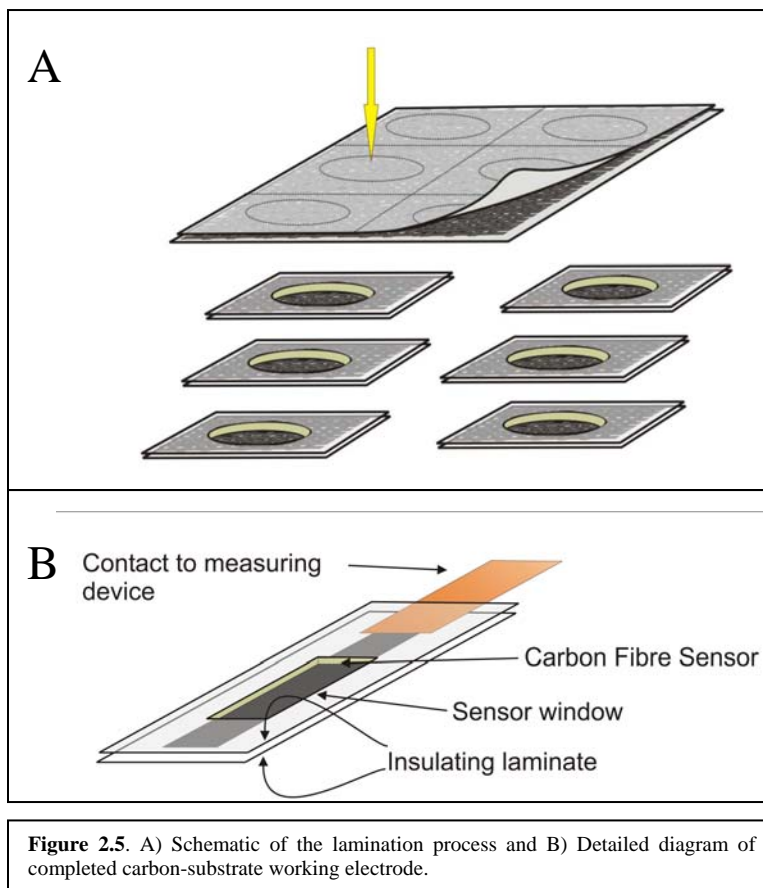 A
B
Contact to measuring
device
Carbon Fibre Sensor
Sensor window
Insulating laminate
Figure 2.5. A) Schematic of the lamination process and B) Detailed diagram of
completed carbon-substrate working electrode.